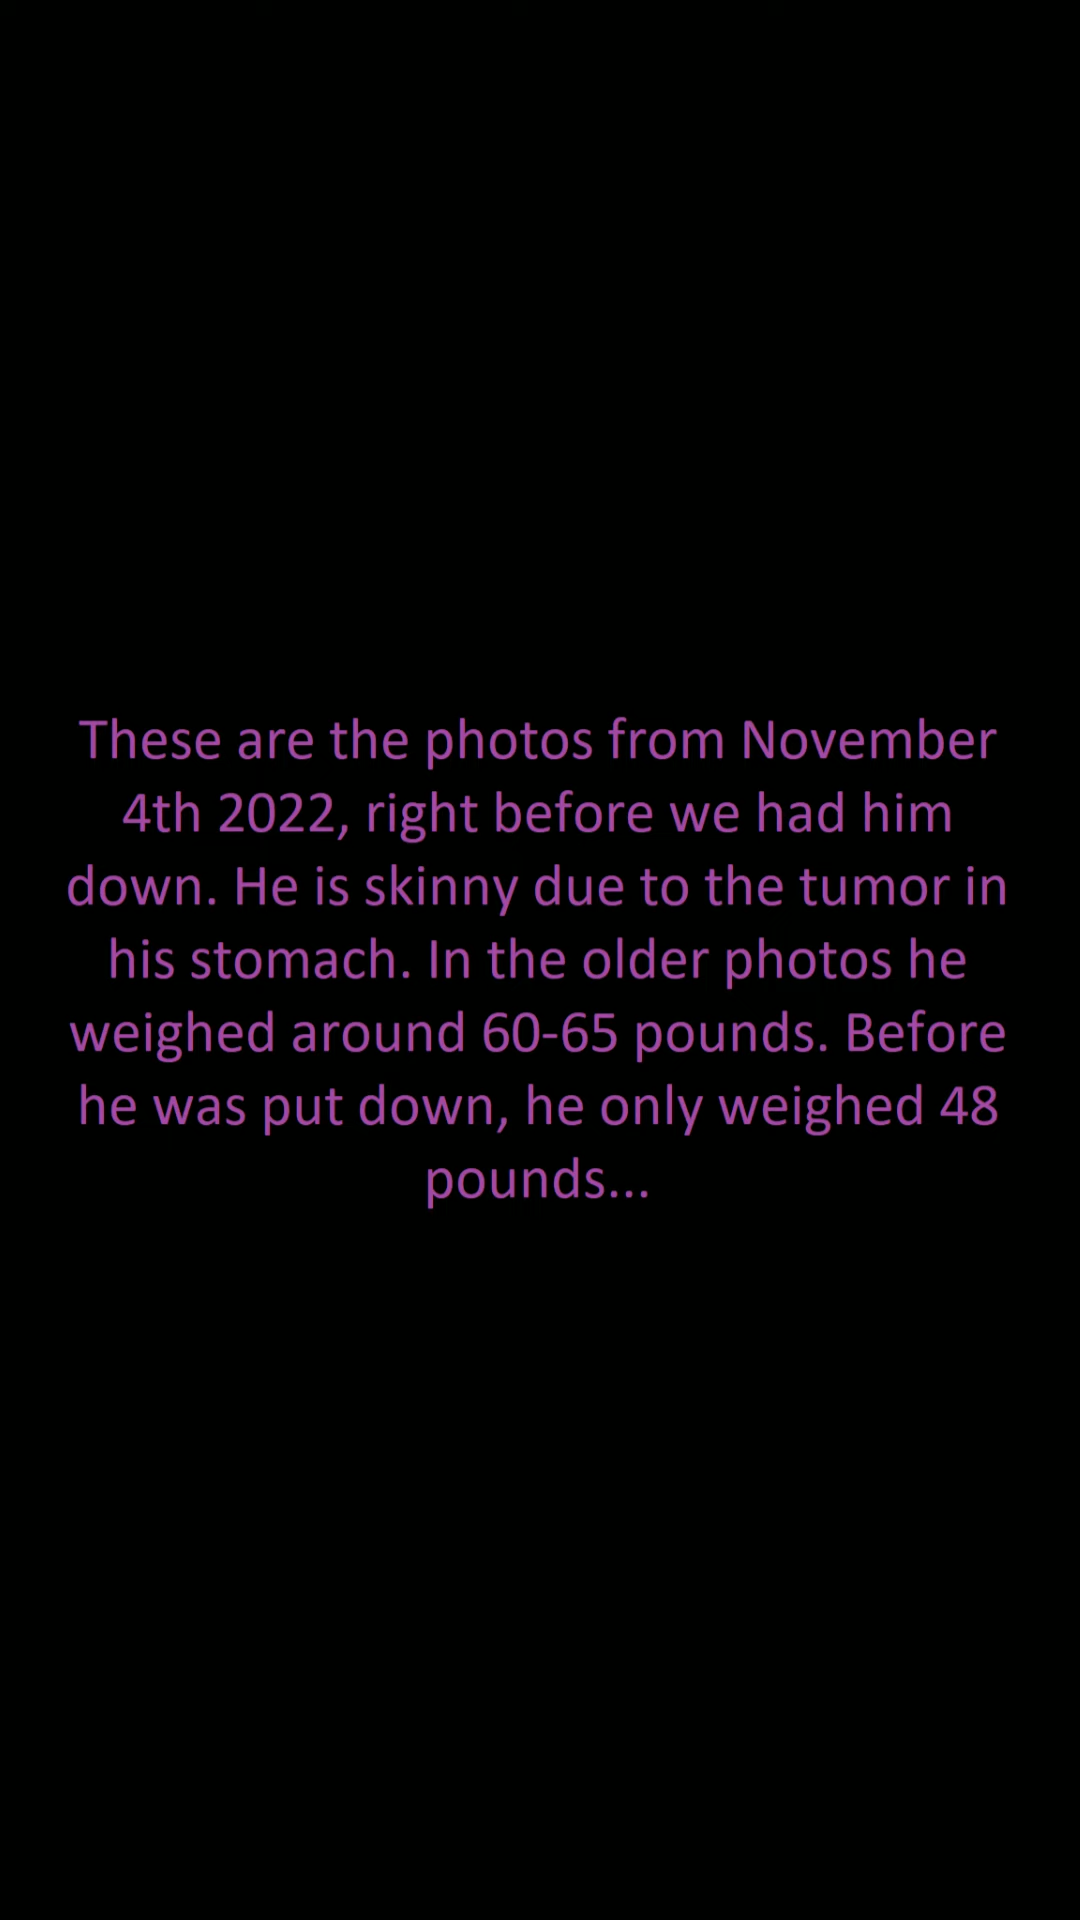 These are the photos from November
4th 2022, right before we had him
down. He is skinny due to the tumor in
his stomach. In the older photos he
weighed around 60-65 pounds. Before
he was put down, he only weighed 48
pounds...